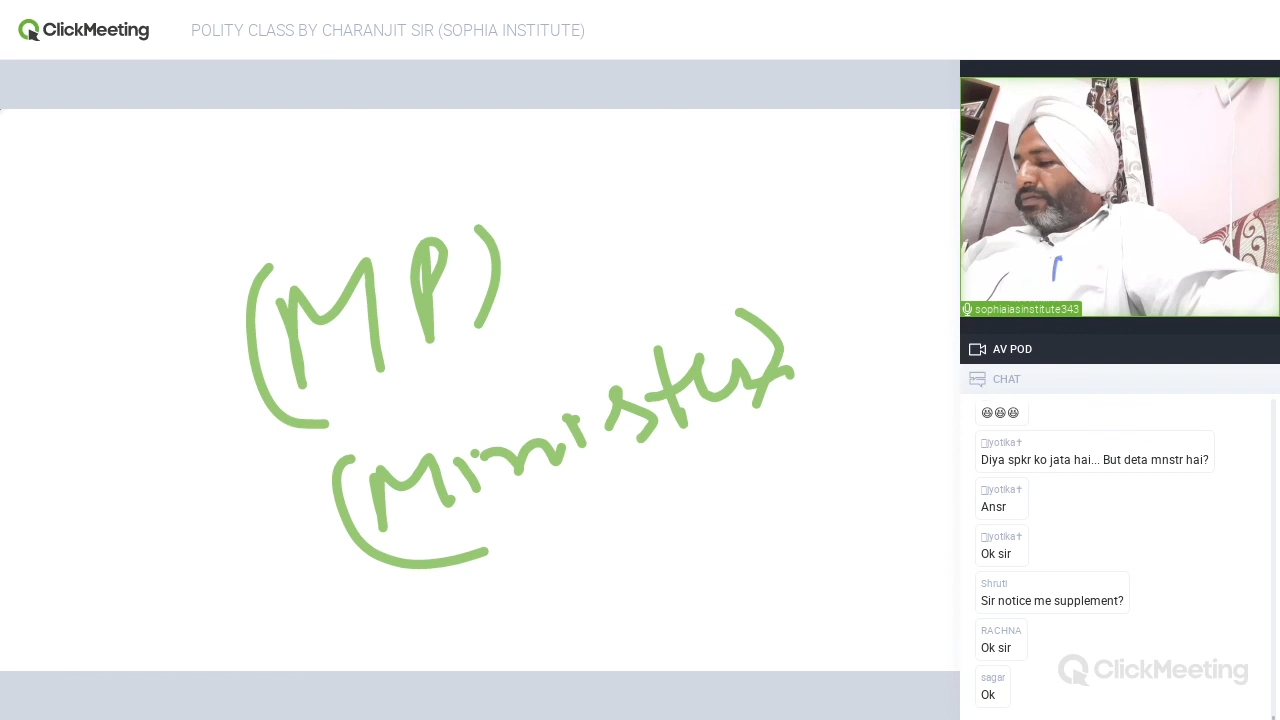 ClickMeeting
POLITY CLASS BY CHARANJIT SIR (SOPHIA INSTITUTE)
(MP)
(Minister)
sophiaiasinstitute343
AV POD
CHAT
😆😆😆
jyotika✝
Diya spkr ko jata hai... But deta mnstr hai?
jyotika✝
Ansr
jyotika✝
Ok sir
Shruti
Sir notice me supplement?
RACHNA
Ok sir
sagar
Ok
ClickMeeting